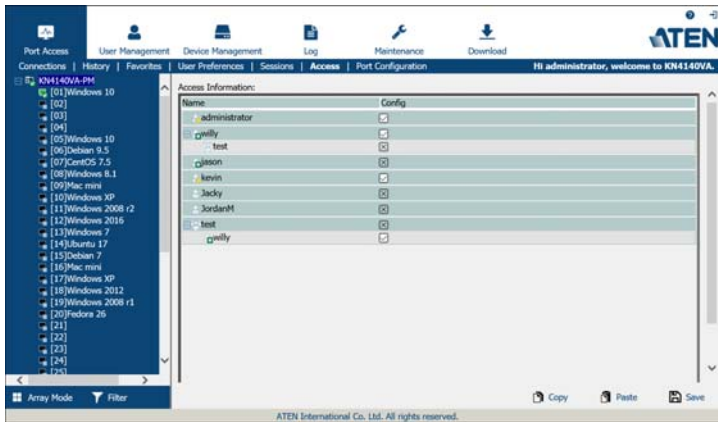 ATEN
Port Access
User Management
Device Management
Log
Maintenance
Download
Connections | History | Favorites | User Preferences | Sessions | Access | Port Configuration
Hi administrator, welcome to KN4140VA.
KN4140VA-PM
[01]Windows 10
[02]
[03]
[04]
[05]Windows 10
[06]Debian 9.5
[07]CentOS 7.5
[08]Windows 8.1
[09]Mac mini
[10]Windows XP
[11]Windows 2008 r2
[12]Windows 2016
[13]Windows 7
[14]Ubuntu 17
[15]Debian 7
[16]Mac mini
[17]Windows XP
[18]Windows 2012
[19]Windows 2008 r1
[20]Fedora 26
[21]
[22]
[23]
[24]
[25]
Array Mode
Filter
Access Information:
Name Config
administrator
willy
test
jason
kevin
Jacky
JordanM
test
willy
Copy
Paste
Save
ATEN International Co. Ltd. All rights reserved.